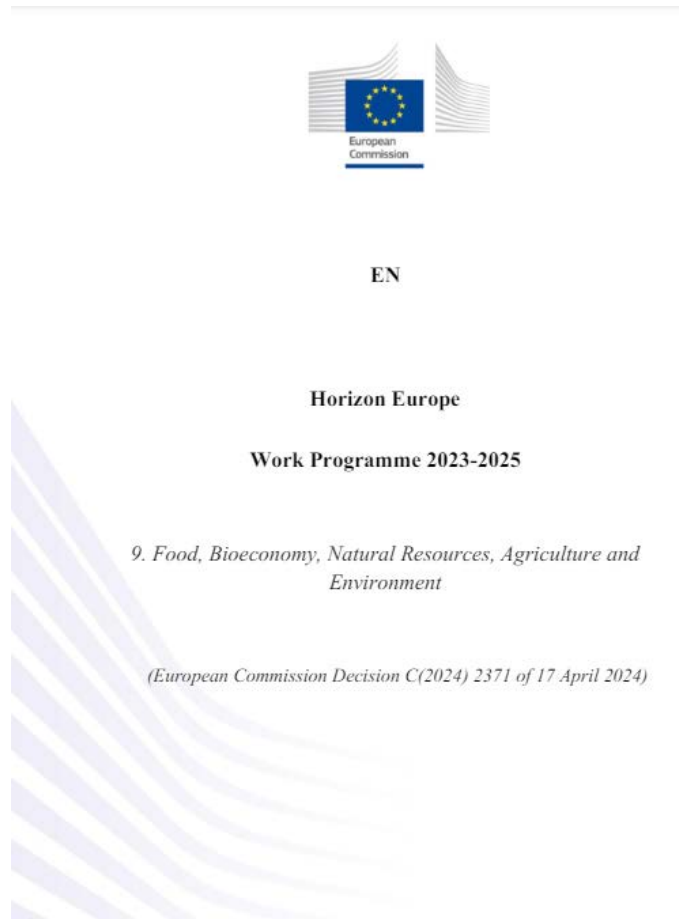 European
Commission
EN
Horizon Europe
Work Programme 2023-2025
9. Food, Bioeconomy, Natural Resources, Agriculture and
Environment
(European Commission Decision C(2024) 2371 of 17 April 2024)